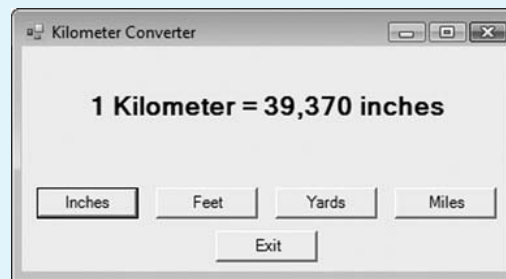 Kilometer Converter
1 Kilometer = 39,370 inches
Inches Feet Yards Miles
Exit